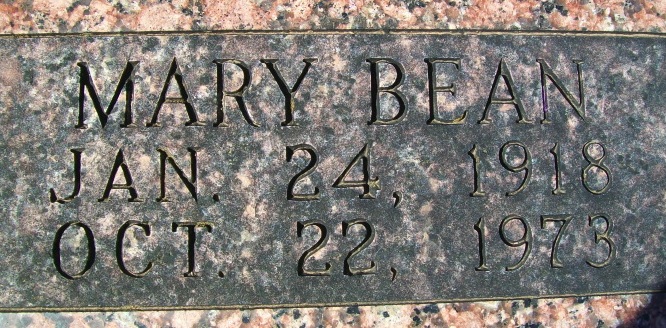 MARY BEAN
JAN. 24, 1918
OCT. 22, 1973